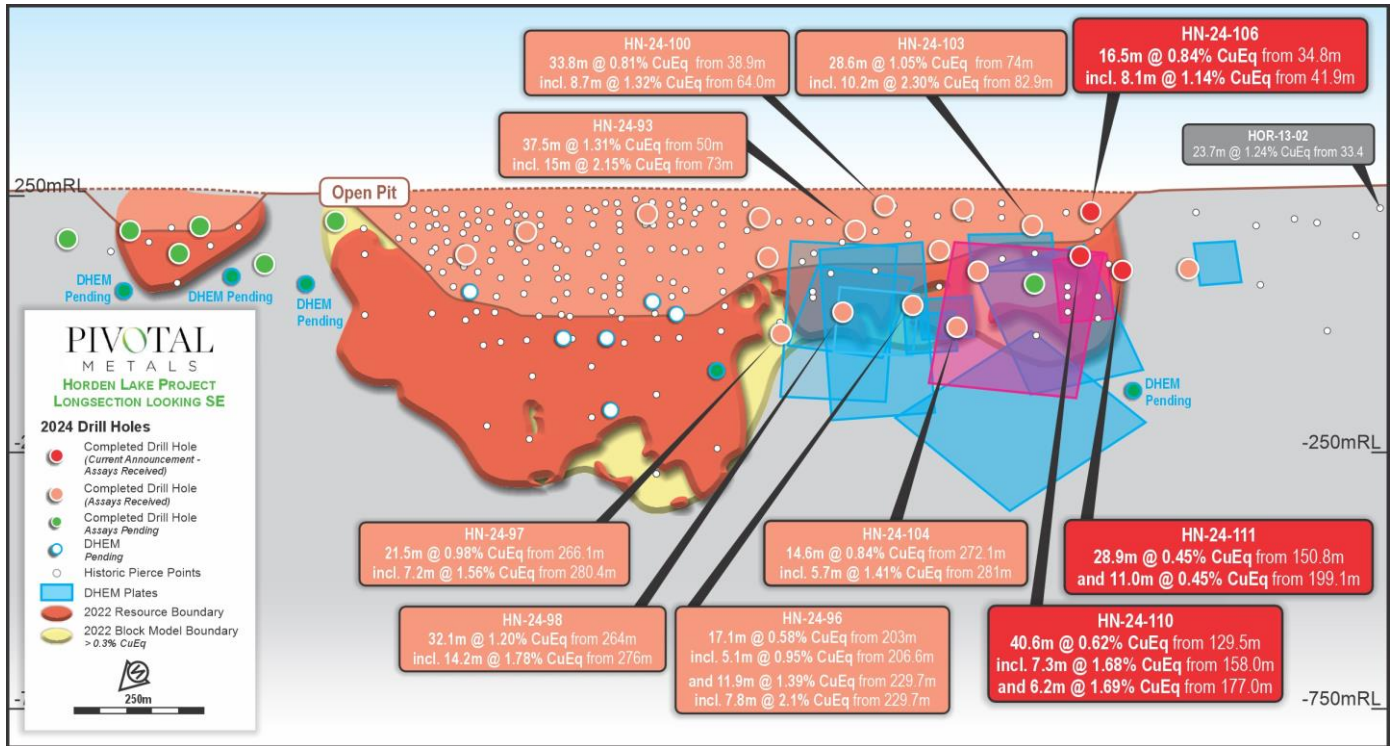 HN-24-100
33.8m @ 0.81% CuEq from 38.9m
incl. 8.7m @ 1.32% CuEq from 64.0m
HN-24-103
28.6m @ 1.05% CuEq from 74m
incl. 10.2m @ 2.30% CuEq from 82.9m
HN-24-106
16.5m @ 0.84% CuEq from 34.8m
incl. 8.1m @ 1.14% CuEq from 41.9m
HN-24-93
37.5m @ 1.31% CuEq from 50m
incl. 15m @ 2.15% CuEq from 73m
HOR-13-02
23.7m @ 1.24% CuEq from 33.4
250mRL
Open Pit
DHEM
Pending
DHEM
Pending
DHEM
Pending
DHEM
Pending
PIVOTAL
METALS
HORDEN LAKE PROJECT
LONGSECTION LOOKING SE
2024 Drill Holes
Completed Drill Hole
(Current Announcement -
Assays Received)
Completed Drill Hole
(Assays Received)
Completed Drill Hole
Assays Pending
DHEM
Pending
Historic Pierce Points
DHEM Plates
2022 Resource Boundary
2022 Block Model Boundary
> 0.3% CuEq
250m
-2
-250mRL
HN-24-97
21.5m @ 0.98% CuEq from 266.1m
incl. 7.2m @ 1.56% CuEq from 280.4m
HN-24-104
14.6m @ 0.84% CuEq from 272.1m
incl. 5.7m @ 1.41% CuEq from 281m
HN-24-111
28.9m @ 0.45% CuEq from 150.8m
and 11.0m @ 0.45% CuEq from 199.1m
HN-24-98
32.1m @ 1.20% CuEq from 264m
incl. 14.2m @ 1.78% CuEq from 276m
HN-24-96
17.1m @ 0.58% CuEq from 203m
incl. 5.1m @ 0.95% CuEq from 206.6m
and 11.9m @ 1.39% CuEq from 229.7m
incl. 7.8m @ 2.1% CuEq from 229.7m
HN-24-110
40.6m @ 0.62% CuEq from 129.5m
incl. 7.3m @ 1.68% CuEq from 158.0m
and 6.2m @ 1.69% CuEq from 177.0m
-7
-750mRL